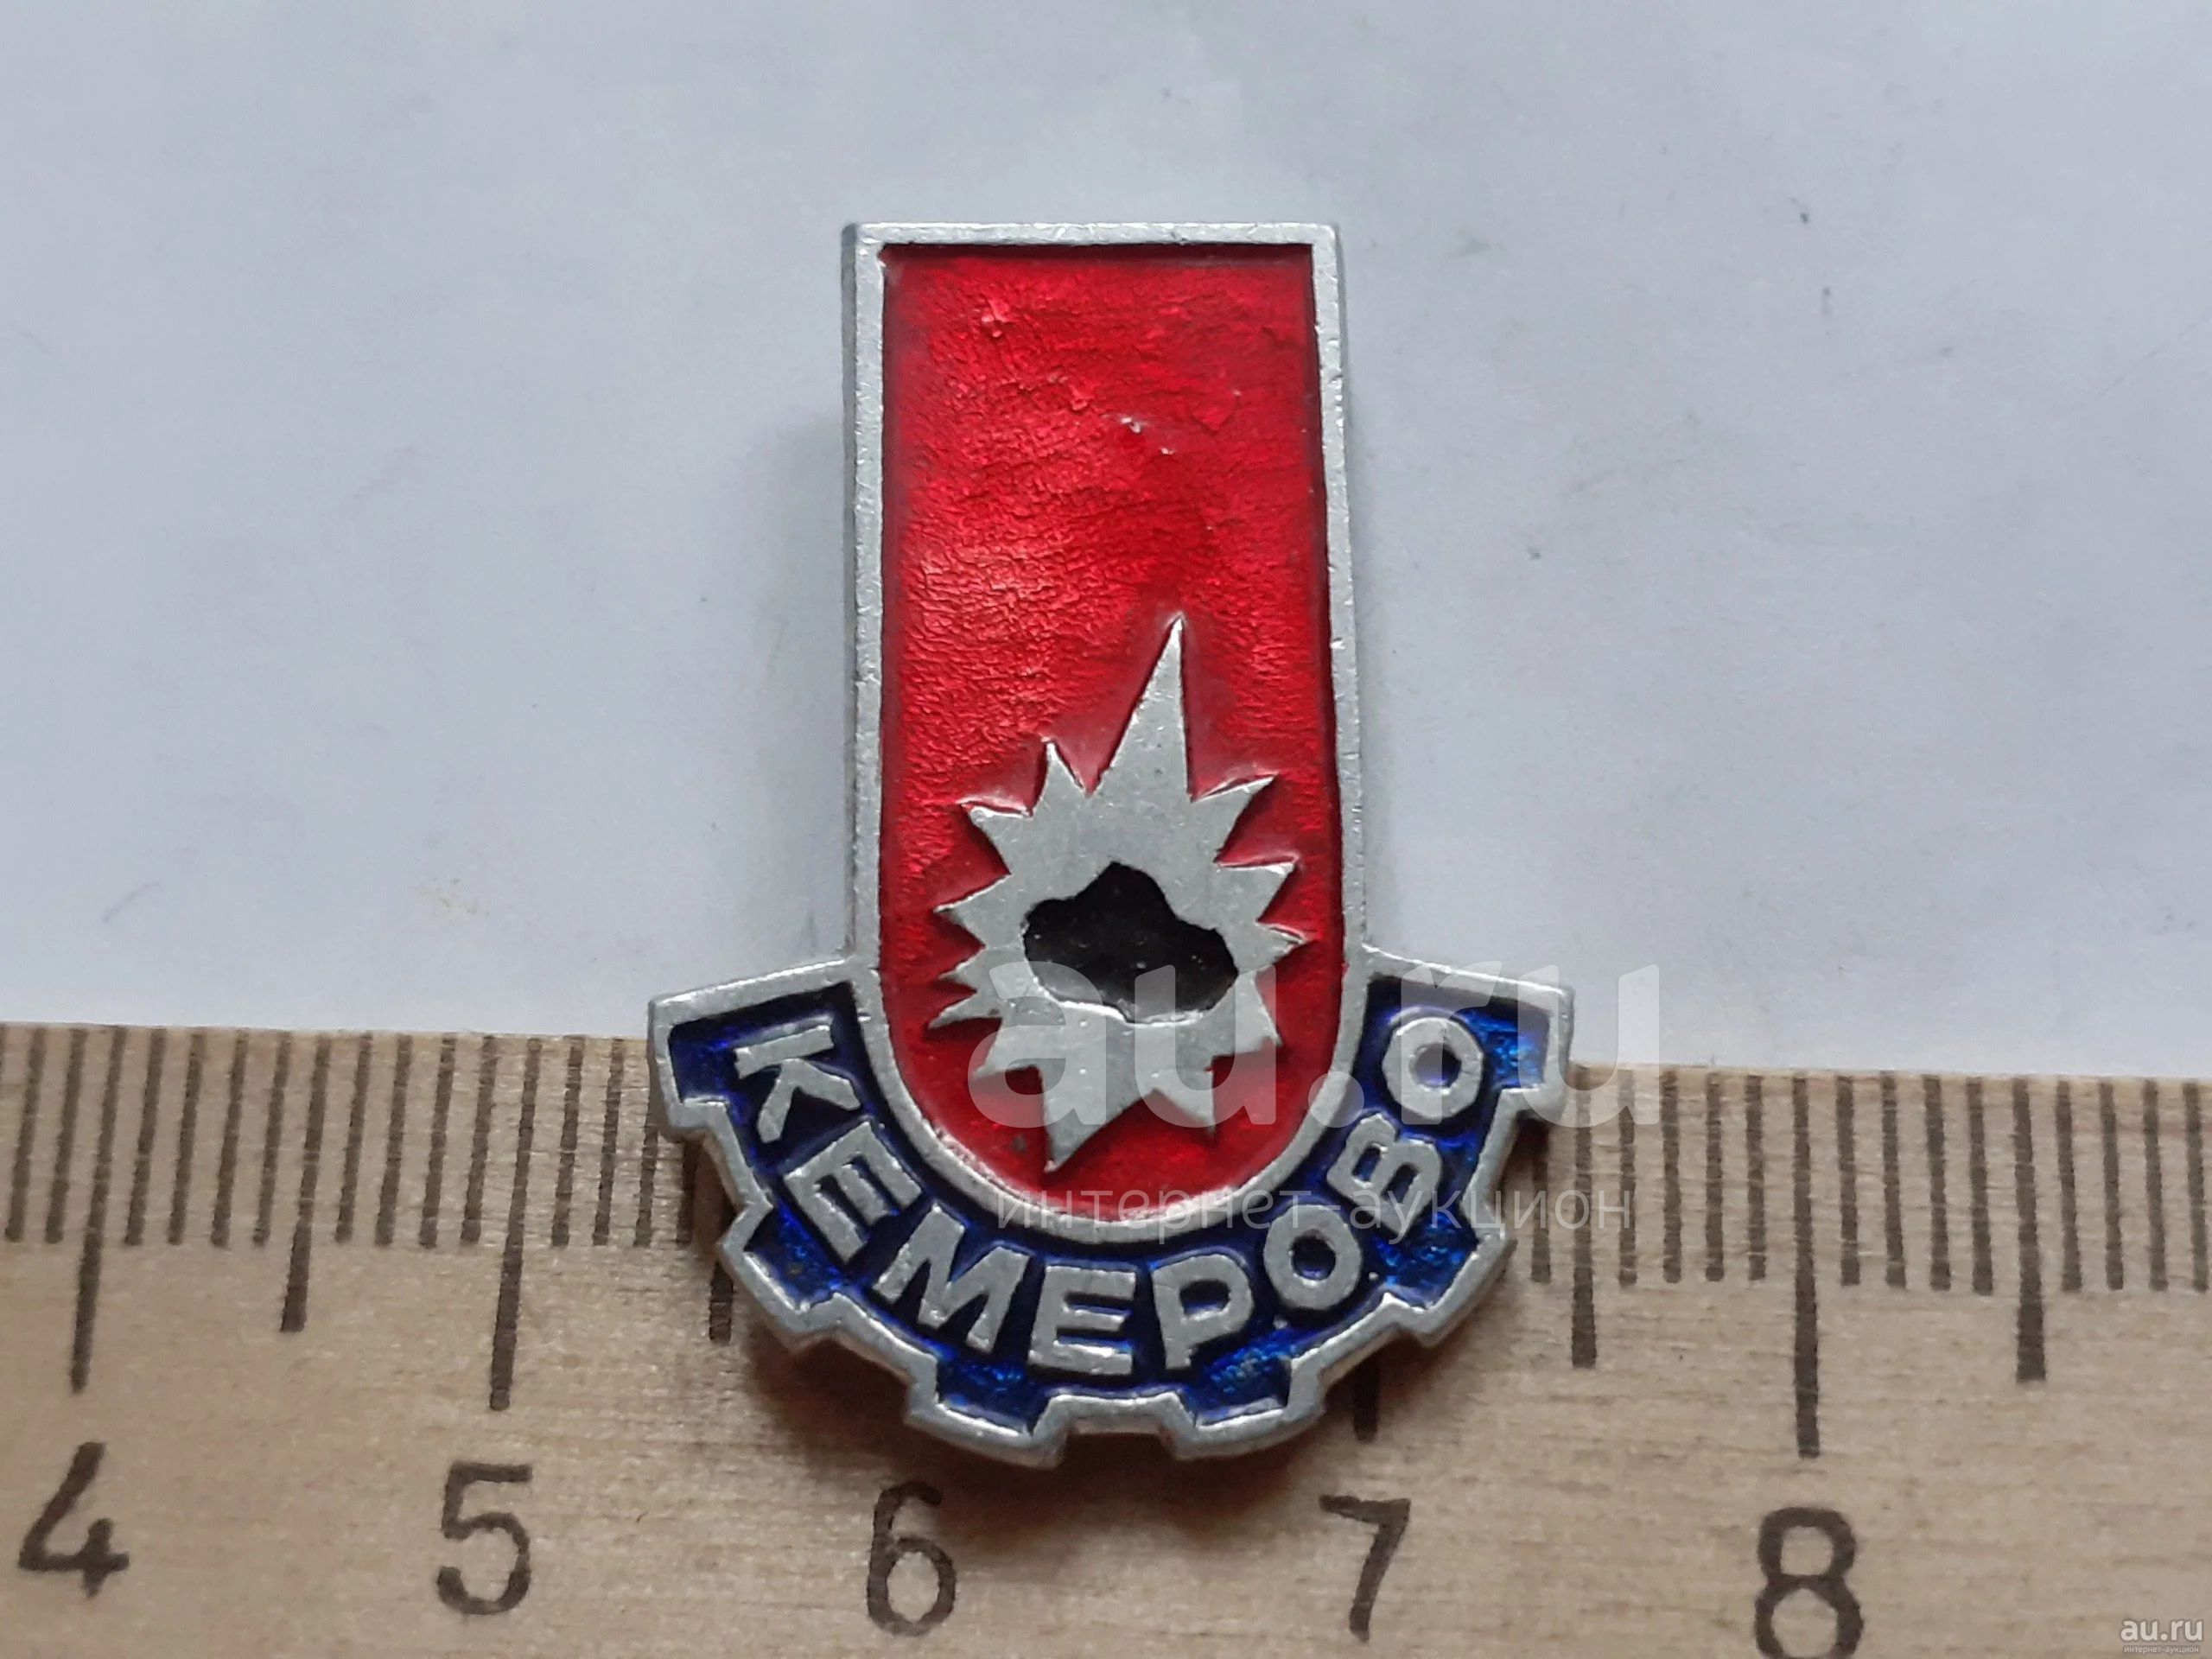 КЕМЕРОВО
au.ru
интернет-аукцион
4 5 6 7 8
au.ru
интернет-аукцион